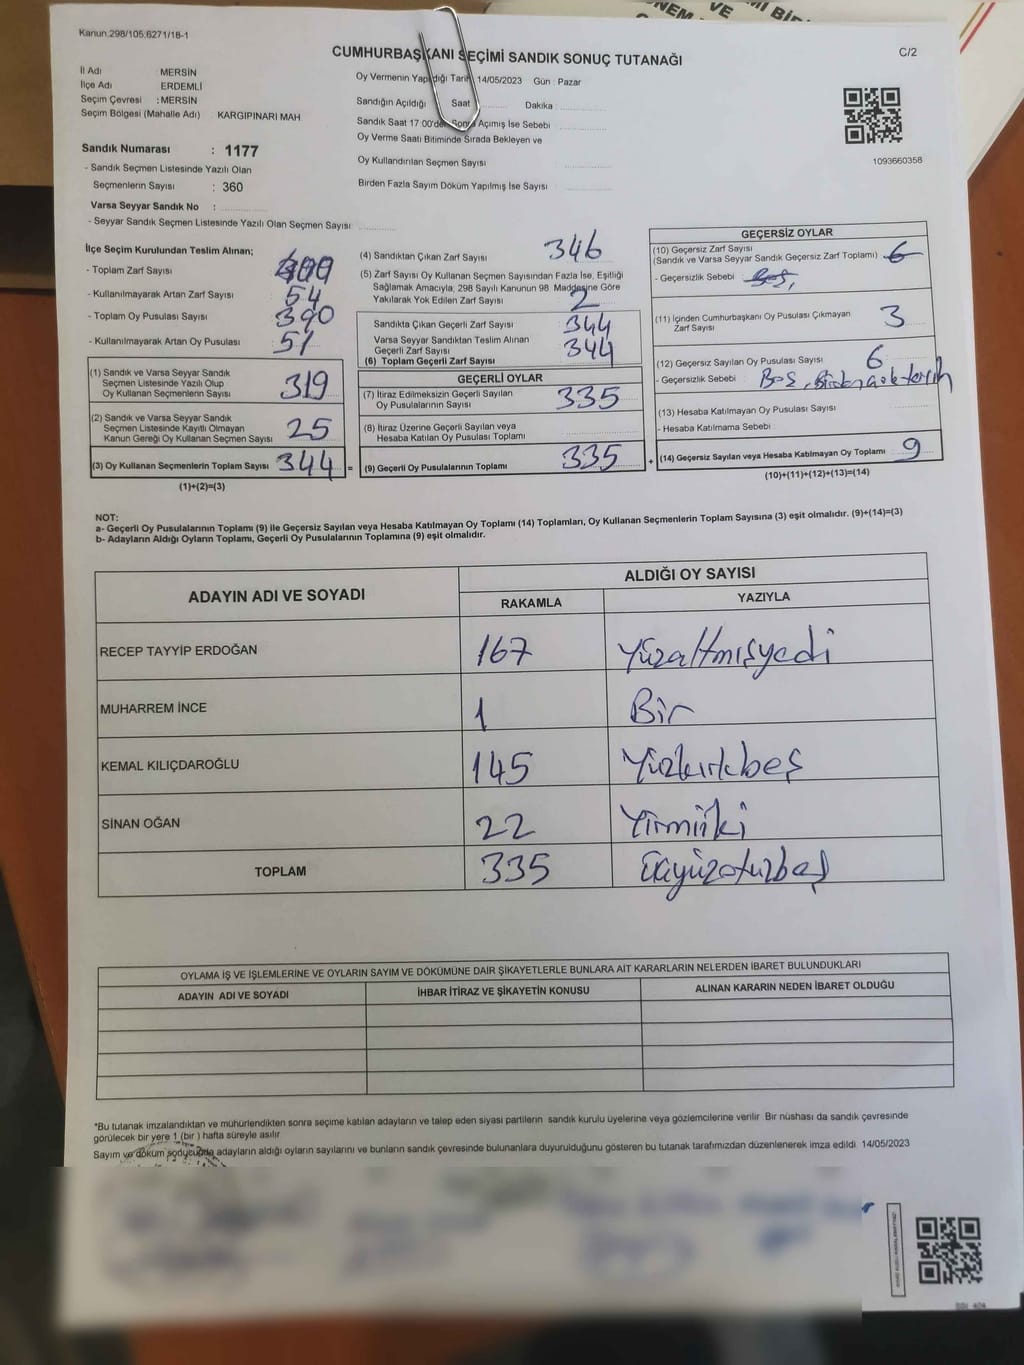 Kanun.298/105;6271/18-1
CUMHURBAŞKANI SEÇİMİ SANDIK SONUÇ TUTANAĞI
C/2
İl Adı MERSİN
İlçe Adı ERDEMLİ
Seçim Çevresi : MERSİN
Seçim Bölgesi (Mahalle Adı) KARGIPINARI MAH
Oy Vermenin Yapıldığı Tarih 14/05/2023 Gün : Pazar
Sandığın Açıldığı Saat Dakika :
Sandık Saat 17.00'den Sonra Açımış İse Sebebi
Oy Verme Saati Bitiminde Sırada Bekleyen ve
Oy Kullandırılan Seçmen Sayısı
Birden Fazla Sayım Döküm Yapılmış İse Sayısı
1093660358
Sandık Numarası : 1177
- Sandık Seçmen Listesinde Yazılı Olan
Seçmenlerin Sayısı : 360
Varsa Seyyar Sandık No :
- Seyyar Sandık Seçmen Listesinde Yazılı Olan Seçmen Sayısı
İlçe Seçim Kurulundan Teslim Alınan;
- Toplam Zarf Sayısı 400
- Kullanılmayarak Artan Zarf Sayısı 54
- Toplam Oy Pusulası Sayısı 390
- Kullanılmayarak Artan Oy Pusulası 51
(1) Sandık ve Varsa Seyyar Sandık
Seçmen Listesinde Yazılı Olup
Oy Kullanan Seçmenlerin Sayısı 319
(2) Sandık ve Varsa Seyyar Sandık
Seçmen Listesinde Kayıtlı Olmayan
Kanun Gereği Oy Kullanan Seçmen Sayısı 25
(3) Oy Kullanan Seçmenlerin Toplam Sayısı 344 =
(1)+(2)=(3)
(4) Sandıktan Çıkan Zarf Sayısı 346
(5) Zarf Sayısı Oy Kullanan Seçmen Sayısından Fazla İse, Eşitliği
Sağlamak Amacıyla, 298 Sayılı Kanunun 98. Maddesine Göre
Yakılarak Yok Edilen Zarf Sayısı 2
Sandıkta Çıkan Geçerli Zarf Sayısı 344
Varsa Seyyar Sandıktan Teslim Alınan
Geçerli Zarf Sayısı
(6) Toplam Geçerli Zarf Sayısı 344
GEÇERLİ OYLAR
(7) İtiraz Edilmeksizin Geçerli Sayılan
Oy Pusulalarının Sayısı 335
(8) İtiraz Üzerine Geçerli Sayılan veya
Hesaba Katılan Oy Pusulası Toplamı
(9) Geçerli Oy Pusulalarının Toplamı 335 +
GEÇERSİZ OYLAR
(10) Geçersiz Zarf Sayısı
(Sandık ve Varsa Seyyar Sandık Geçersiz Zarf Toplamı) 6
- Geçersizlik Sebebi Boş,
(11) İçinden Cumhurbaşkanı Oy Pusulası Çıkmayan
Zarf Sayısı 3
(12) Geçersiz Sayılan Oy Pusulası Sayısı 6
- Geçersizlik Sebebi Boş,
(13) Hesaba Katılmayan Oy Pusulası Sayısı
- Hesaba Katılmama Sebebi
(14) Geçersiz Sayılan veya Hesaba Katılmayan Oy Toplamı 9
(10)+(11)+(12)+(13)=(14)
NOT:
a- Geçerli Oy Pusulalarının Toplamı (9) ile Geçersiz Sayılan veya Hesaba Katılmayan Oy Toplamı (14) Toplamları, Oy Kullanan Seçmenlerin Toplam Sayısına (3) eşit olmalıdır. (9)+(14)=(3)
b- Adayların Aldığı Oyların Toplamı, Geçerli Oy Pusulalarının Toplamına (9) eşit olmalıdır.
ADAYIN ADI VE SOYADI ALDIĞI OY SAYISI
RAKAMLA YAZIYLA
RECEP TAYYİP ERDOĞAN 167 Yüzaltmışyedi
MUHARREM İNCE 1 Bir
KEMAL KILIÇDAROĞLU 145 Yüzkırkbeş
SİNAN OĞAN 22 Yirmiiki
TOPLAM 335 Üçyüzotuzbeş
OYLAMA İŞ VE İŞLEMLERİNE VE OYLARIN SAYIM VE DÖKÜMÜNE DAİR ŞİKAYETLERLE BUNLARA AİT KARARLARIN NELERDEN İBARET BULUNDUKLARI
ADAYIN ADI VE SOYADI İHBAR İTİRAZ VE ŞİKAYETİN KONUSU ALINAN KARARIN NEDEN İBARET OLDUĞU
*Bu tutanak imzalandıktan ve mühürlendikten sonra seçime katılan adayların ve talep eden siyasi partilerin sandık kurulu üyelerine veya gözlemcilerine verilir Bir nüshası da sandık çevresinde
görülecek bir yere 1 (bir ) hafta süreyle asılır
Sayım ve döküm sonucunda adayların aldığı oyların sayılarını ve bunların sandık çevresinde bulunanlara duyurulduğunu gösteren bu tutanak tarafımızdan düzenlenerek imza edildi. 14/05/2023